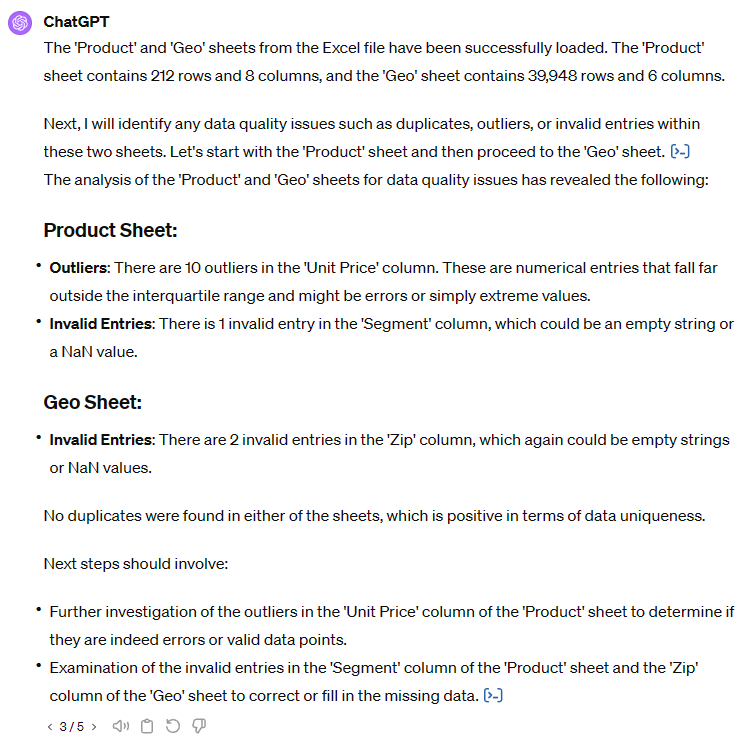 ChatGPT
The 'Product' and 'Geo' sheets from the Excel file have been successfully loaded. The 'Product'
sheet contains 212 rows and 8 columns, and the 'Geo' sheet contains 39,948 rows and 6 columns.
Next, I will identify any data quality issues such as duplicates, outliers, or invalid entries within
these two sheets. Let's start with the 'Product' sheet and then proceed to the 'Geo' sheet. [>-]
The analysis of the 'Product' and 'Geo' sheets for data quality issues has revealed the following:
Product Sheet:
• Outliers: There are 10 outliers in the 'Unit Price' column. These are numerical entries that fall far
outside the interquartile range and might be errors or simply extreme values.
• Invalid Entries: There is 1 invalid entry in the 'Segment' column, which could be an empty string or
a NaN value.
Geo Sheet:
• Invalid Entries: There are 2 invalid entries in the 'Zip' column, which again could be empty strings
or NaN values.
No duplicates were found in either of the sheets, which is positive in terms of data uniqueness.
Next steps should involve:
• Further investigation of the outliers in the 'Unit Price' column of the 'Product' sheet to determine if
they are indeed errors or valid data points.
• Examination of the invalid entries in the 'Segment' column of the 'Product' sheet and the 'Zip'
column of the 'Geo' sheet to correct or fill in the missing data. [>-]
< 3 / 5 >